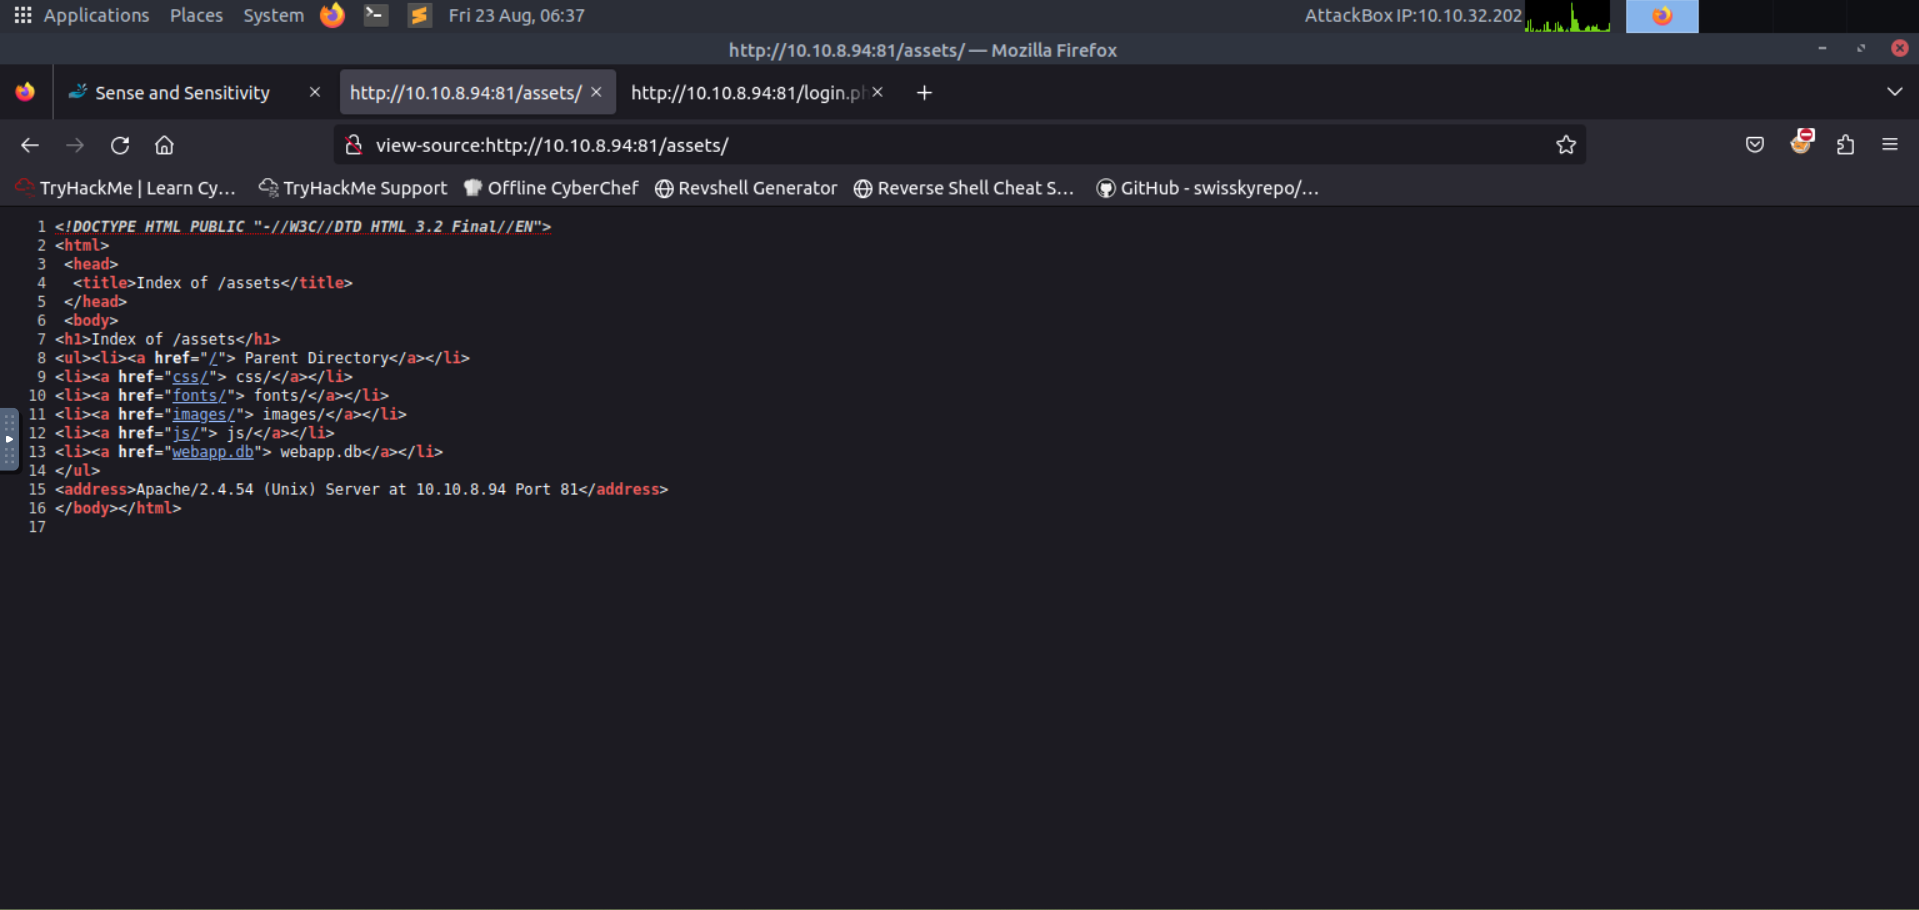 Applications Places System Fri 23 Aug, 06:37 AttackBox IP:10.10.32.202
http://10.10.8.94:81/assets/ — Mozilla Firefox
Sense and Sensitivity http://10.10.8.94:81/assets/ http://10.10.8.94:81/login.ph
view-source:http://10.10.8.94:81/assets/
TryHackMe | Learn Cy... TryHackMe Support Offline CyberChef Revshell Generator Reverse Shell Cheat S... GitHub - swisskyrepo/...
1 <!DOCTYPE HTML PUBLIC "-//W3C//DTD HTML 3.2 Final//EN">
2 <html>
3 <head>
4 <title>Index of /assets</title>
5 </head>
6 <body>
7 <h1>Index of /assets</h1>
8 <ul><li><a href="/"> Parent Directory</a></li>
9 <li><a href="css/"> css/</a></li>
10 <li><a href="fonts/"> fonts/</a></li>
11 <li><a href="images/"> images/</a></li>
12 <li><a href="js/"> js/</a></li>
13 <li><a href="webapp.db"> webapp.db</a></li>
14 </ul>
15 <address>Apache/2.4.54 (Unix) Server at 10.10.8.94 Port 81</address>
16 </body></html>
17